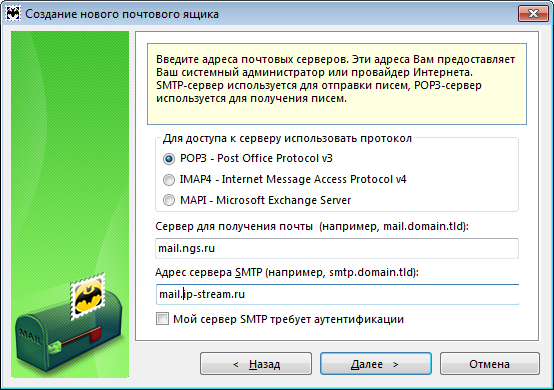 Создание нового почтового ящика
Введите адреса почтовых серверов. Эти адреса Вам предоставляет
Ваш системный администратор или провайдер Интернета.
SMTP-сервер используется для отправки писем, POP3-сервер
используется для получения писем.
Для доступа к серверу использовать протокол
POP3 - Post Office Protocol v3
IMAP4 - Internet Message Access Protocol v4
MAPI - Microsoft Exchange Server
Сервер для получения почты (например, mail.domain.tld):
mail.ngs.ru
Адрес сервера SMTP (например, smtp.domain.tld):
mail.ip-stream.ru
Мой сервер SMTP требует аутентификации
MAIL
< Назад
Далее >
Отмена